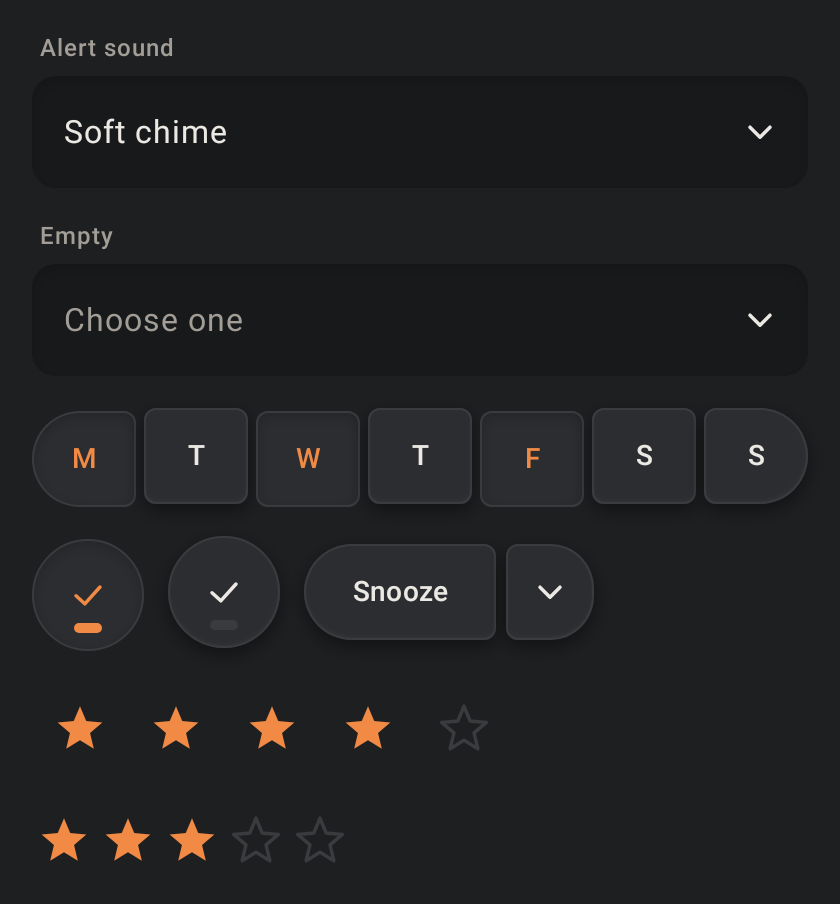 Alert sound
Soft chime
Empty
Choose one
M T W T F S S
Snooze